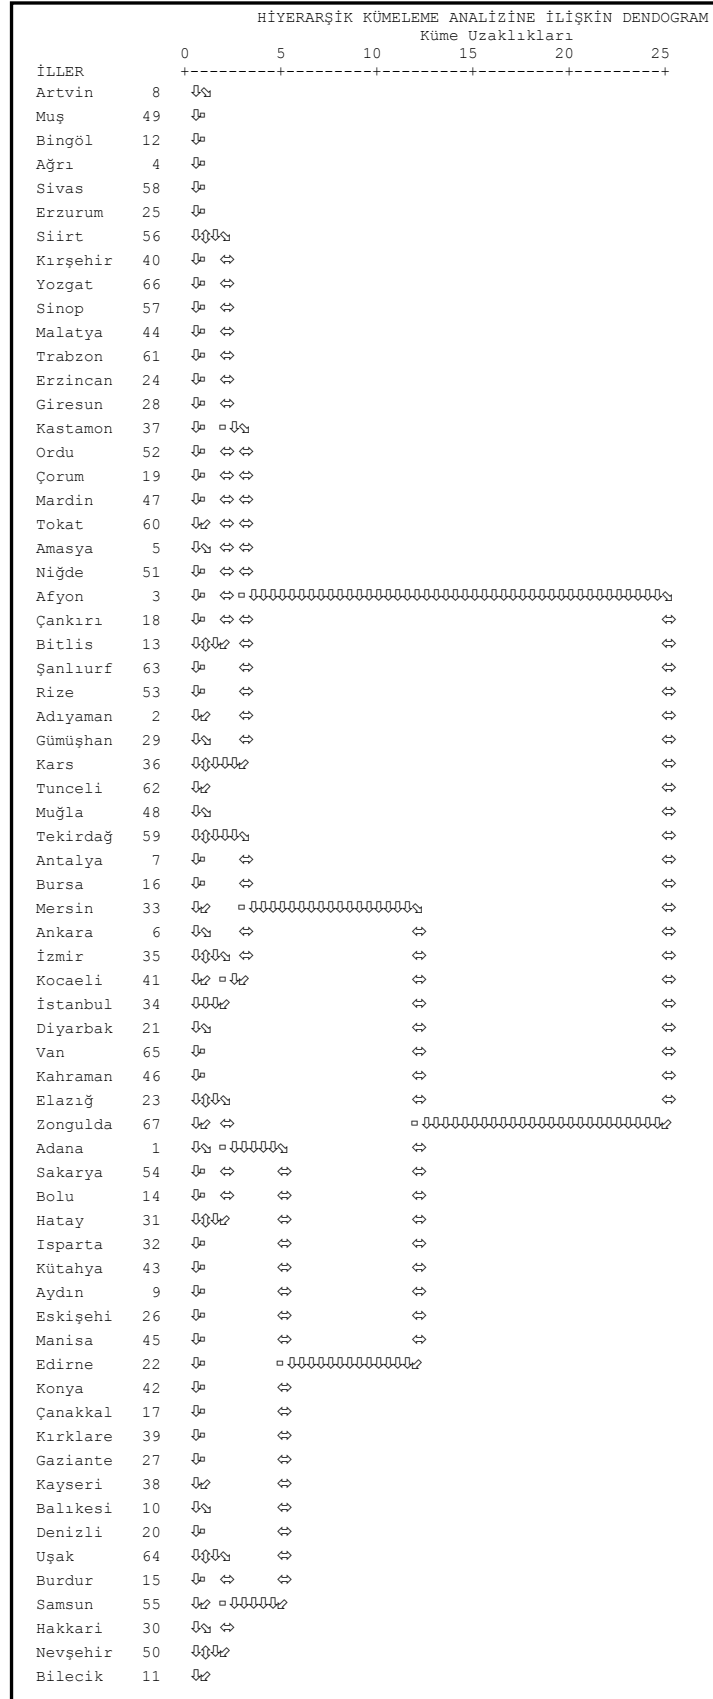 HİYERARŞİK KÜMELEME ANALİZİNE İLİŞKİN DENDOGRAM
Küme Uzaklıkları
0 5 10 15 20 25
İLLER +---------+---------+---------+---------+---------+
Artvin 8
Muş 49
Bingöl 12
Ağrı 4
Sivas 58
Erzurum 25
Siirt 56
Kırşehir 40
Yozgat 66
Sinop 57
Malatya 44
Trabzon 61
Erzincan 24
Giresun 28
Kastamon 37
Ordu 52
Çorum 19
Mardin 47
Tokat 60
Amasya 5
Niğde 51
Afyon 3
Çankırı 18
Bitlis 13
Şanlıurf 63
Rize 53
Adıyaman 2
Gümüşhan 29
Kars 36
Tunceli 62
Muğla 48
Tekirdağ 59
Antalya 7
Bursa 16
Mersin 33
Ankara 6
İzmir 35
Kocaeli 41
İstanbul 34
Diyarbak 21
Van 65
Kahraman 46
Elazığ 23
Zongulda 67
Adana 1
Sakarya 54
Bolu 14
Hatay 31
Isparta 32
Kütahya 43
Aydın 9
Eskişehi 26
Manisa 45
Edirne 22
Konya 42
Çanakkal 17
Kırklare 39
Gaziante 27
Kayseri 38
Balıkesi 10
Denizli 20
Uşak 64
Burdur 15
Samsun 55
Hakkari 30
Nevşehir 50
Bilecik 11